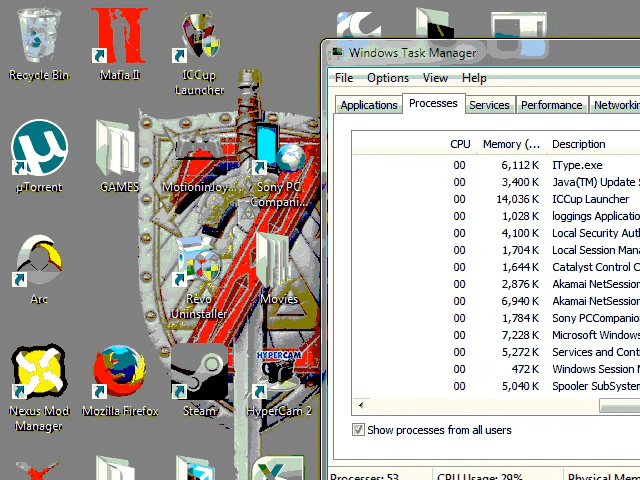 Recycle Bin
Mafia II
ICCup
Launcher
µTorrent
GAMES
MotioninJoy...
Sony PC
Compani...
Arc
Revo
Uninstaller
Movies
Nexus Mod
Manager
Mozilla Firefox
Steam
HYPERCAM
HyperCam 2
Windows Task Manager
File Options View Help
Applications Processes Services Performance Networkin
CPU Memory (... Description
00 6,112 K IType.exe
00 3,400 K Java(TM) Update S
00 14,036 K ICCup Launcher
00 1,028 K loggings Applicatio
00 4,100 K Local Security Auth
00 1,704 K Local Session Mana
00 1,644 K Catalyst Control C
00 2,876 K Akamai NetSession
00 6,940 K Akamai NetSession
00 1,784 K Sony PCCompanion
00 7,228 K Microsoft Windows
00 5,272 K Services and Cont
00 472 K Windows Session M
00 5,040 K Spooler SubSystem
Show processes from all users
Processes: 53 CPU Usage: 29% Physical Memo